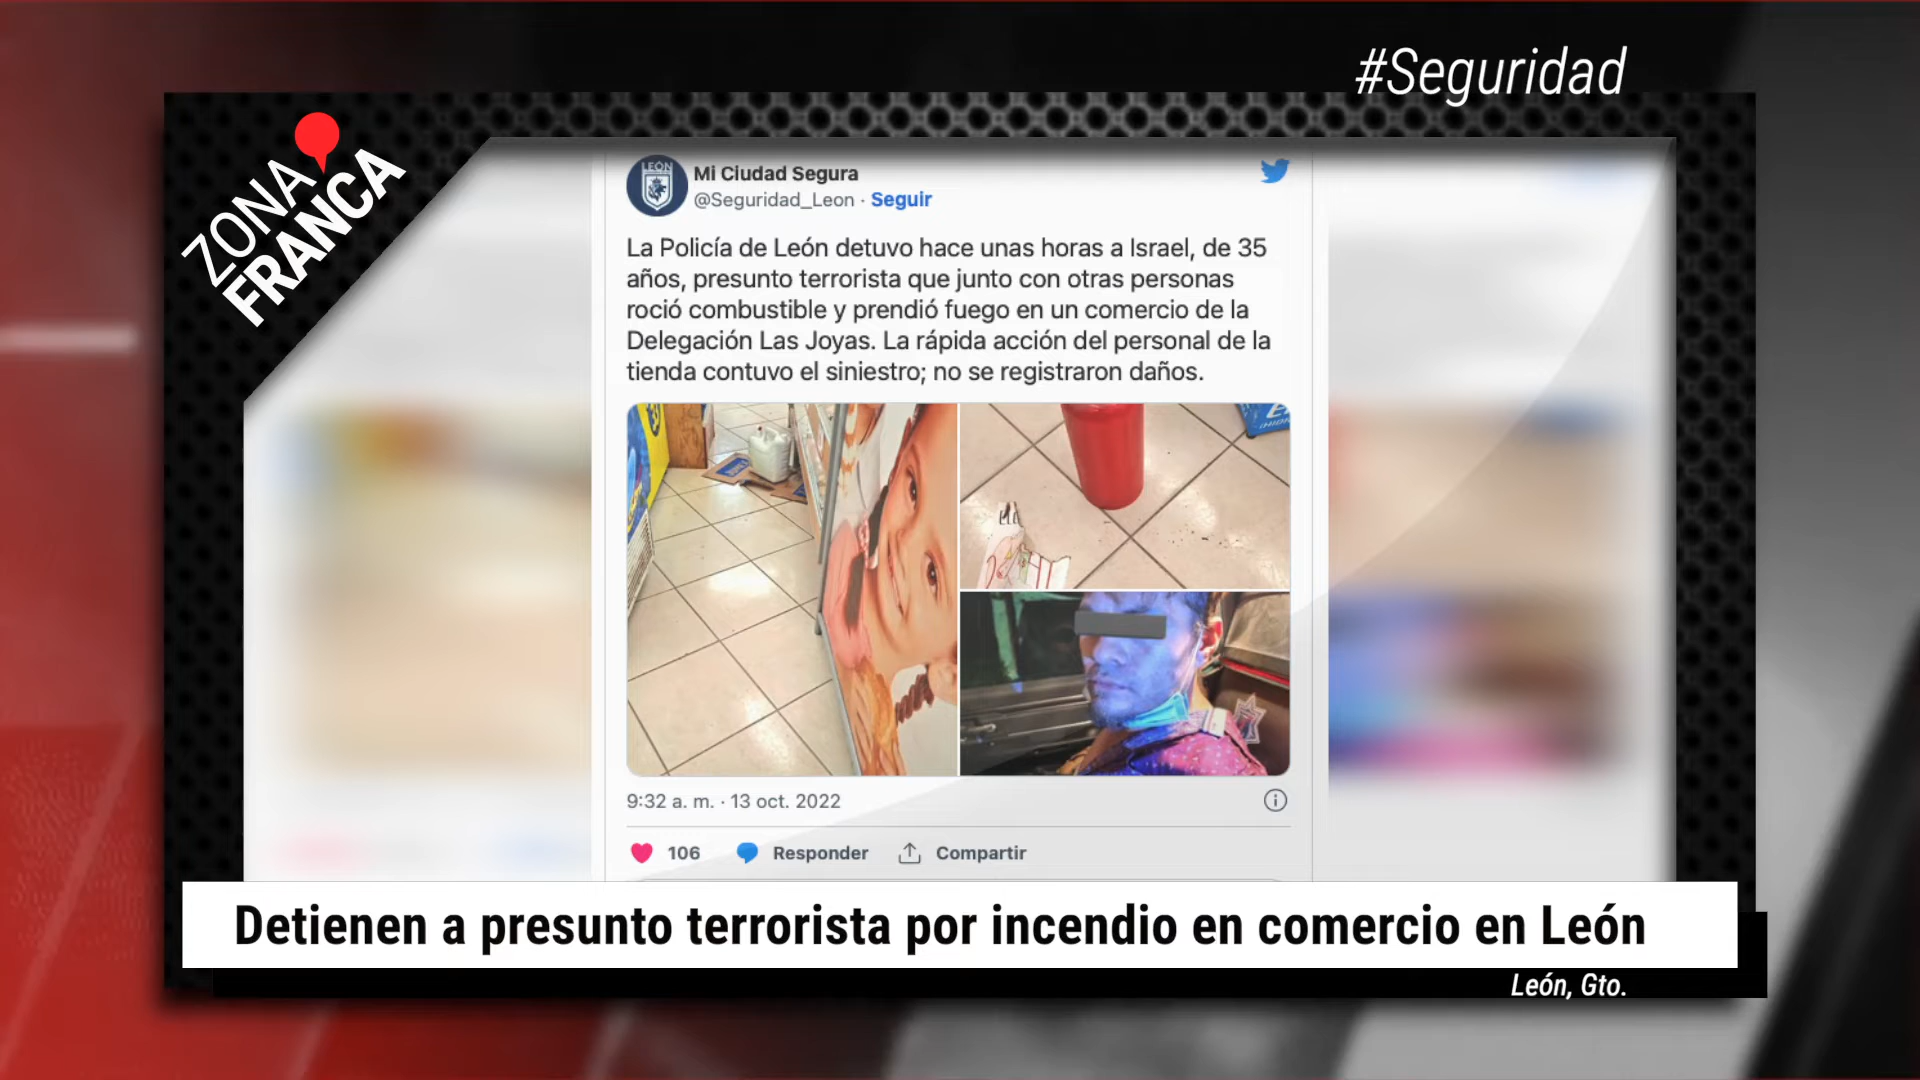 #Seguridad
ZONA
FRANCA
LEÓN
Mi Ciudad Segura
@Seguridad_Leon · Seguir
La Policía de León detuvo hace unas horas a Israel, de 35
años, presunto terrorista que junto con otras personas
roció combustible y prendió fuego en un comercio de la
Delegación Las Joyas. La rápida acción del personal de la
tienda contuvo el siniestro; no se registraron daños.
9:32 a. m. · 13 oct. 2022
106
Responder
Compartir
Detienen a presunto terrorista por incendio en comercio en León
León, Gto.